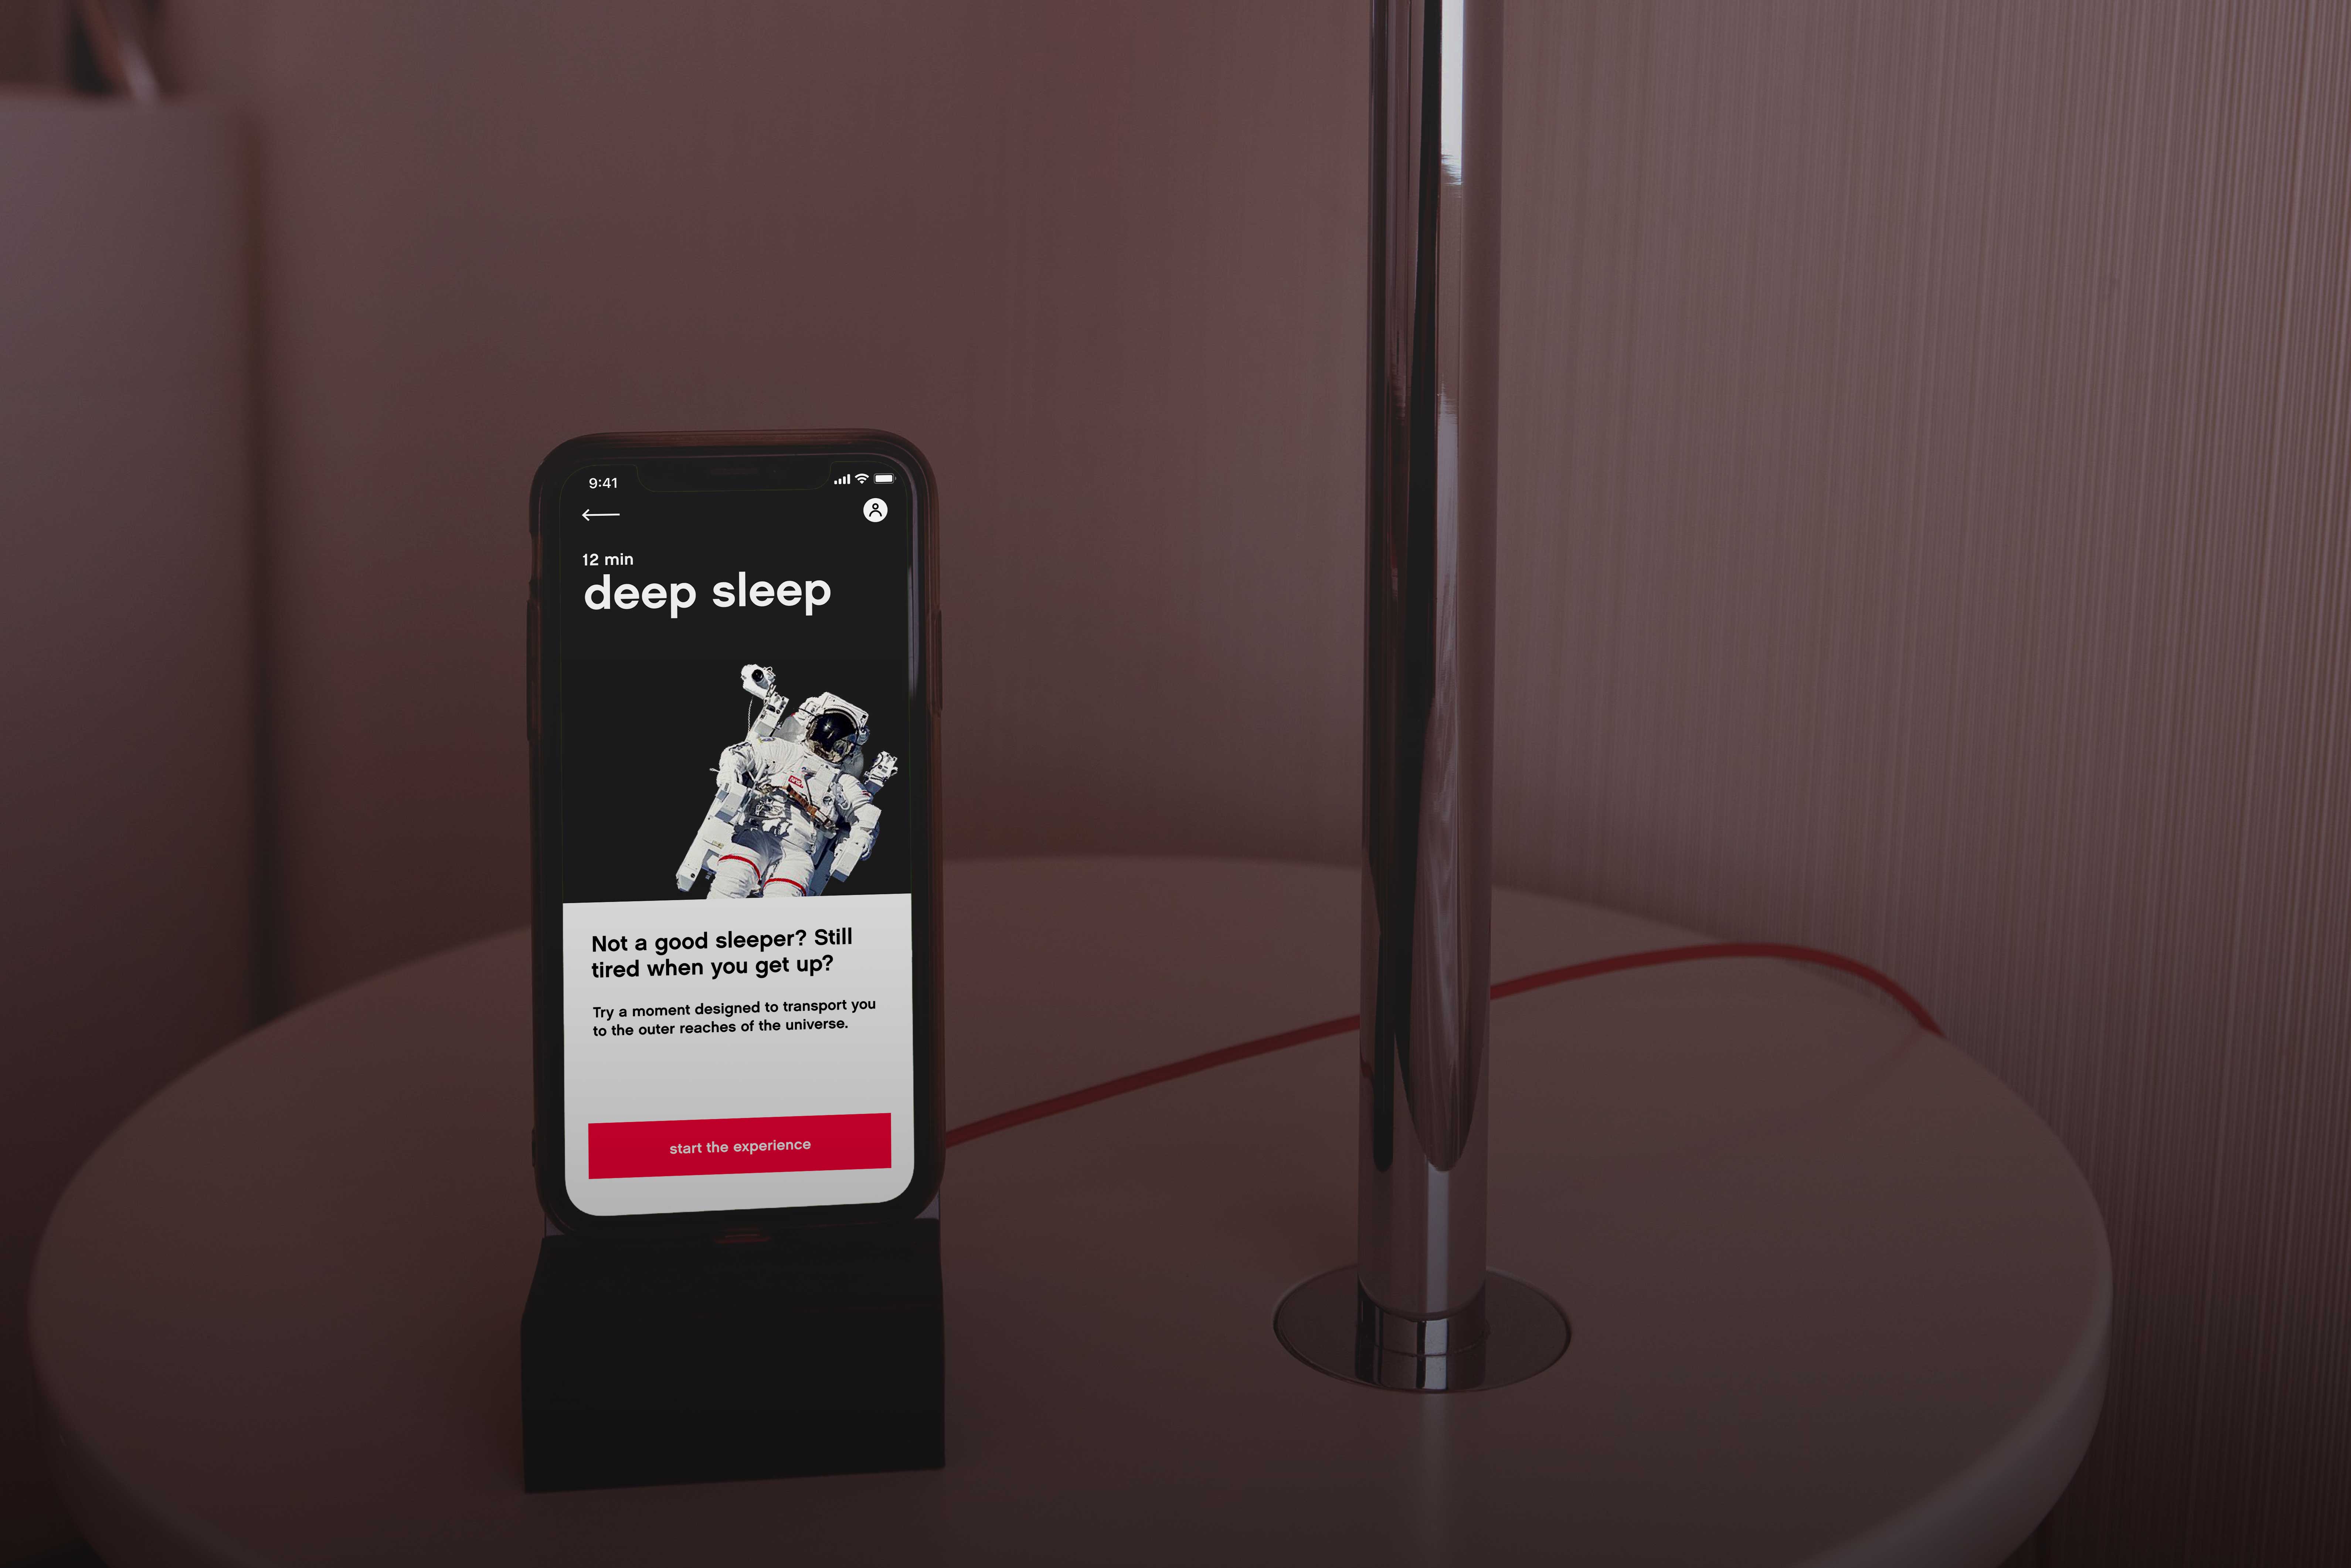 9:41
12 min
deep sleep
Not a good sleeper? Still
tired when you get up?
Try a moment designed to transport you
to the outer reaches of the universe.
start the experience